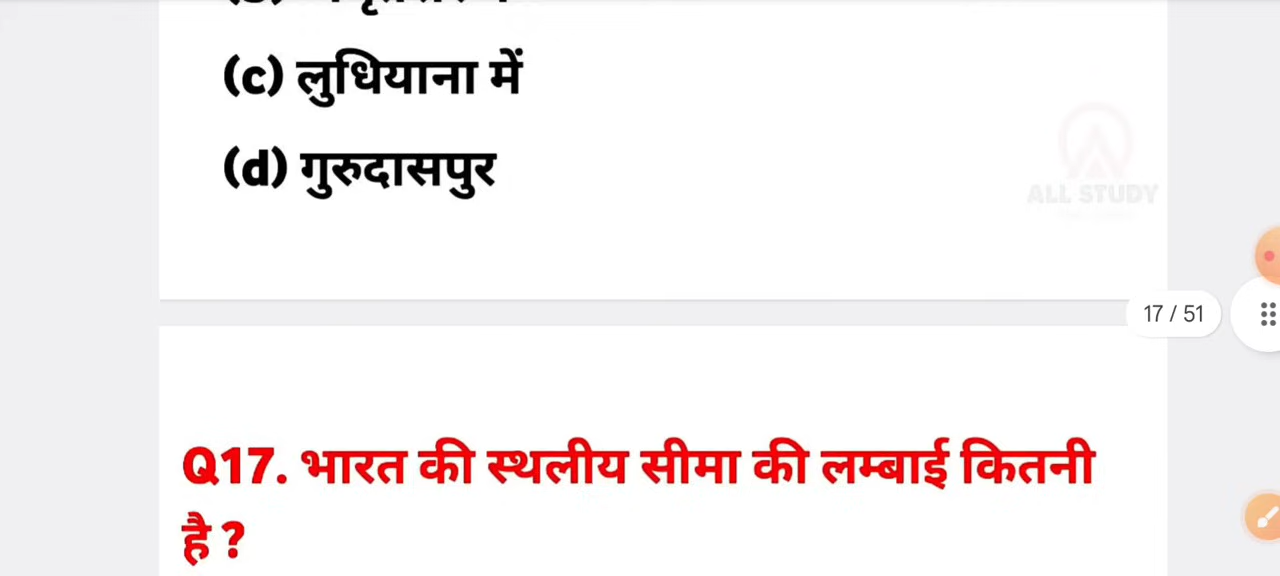 (c) लुधियाना में
(d) गुरुदासपुर
ALL STUDY
17 / 51
Q17. भारत की स्थलीय सीमा की लम्बाई कितनी
है ?